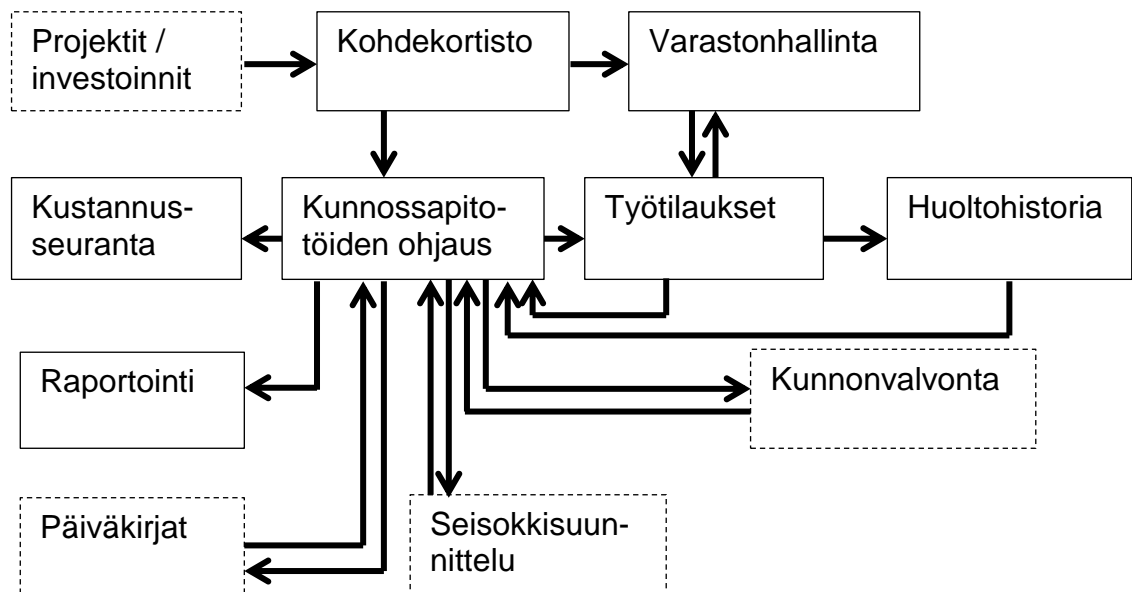 Projektit /
investoinnit
Kohdekortisto
Varastonhallinta
Kustannus-
seuranta
Kunnossapito-
töiden ohjaus
Työtilaukset
Huoltohistoria
Raportointi
Kunnonvalvonta
Päiväkirjat
Seisokkisuun-
nittelu